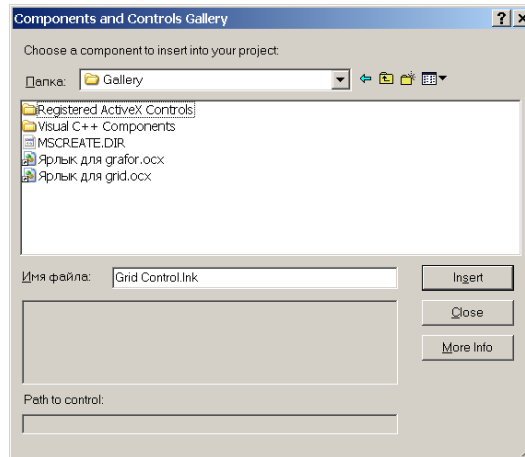 Components and Controls Gallery
Choose a component to insert into your project:
Папка: Gallery
Registered ActiveX Controls
Visual C++ Components
MSCREATE.DIR
Ярлык для grafor.ocx
Ярлык для grid.ocx
Имя файла: Grid Control.lnk Insert
Close
More Info
Path to control: